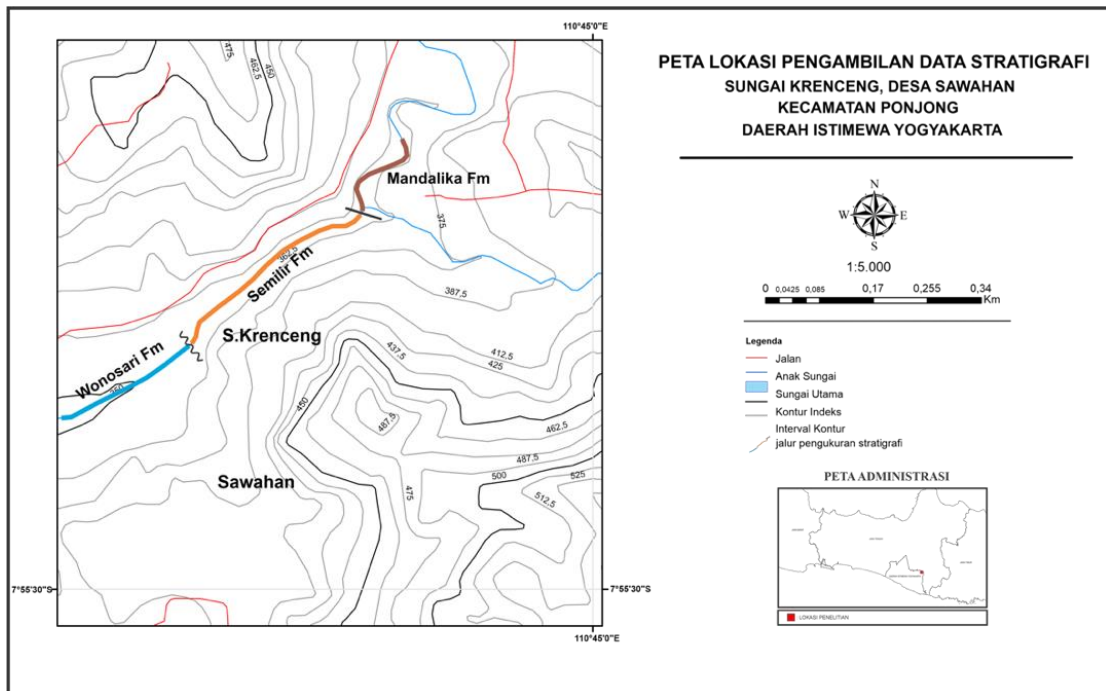 110°45'0"E
PETA LOKASI PENGAMBILAN DATA STRATIGRAFI
SUNGAI KRENCENG, DESA SAWAHAN
KECAMATAN PONJONG
DAERAH ISTIMEWA YOGYAKARTA
N
W E
S
1:5.000
0 0,0425 0,085 0,17 0,255 0,34
Km
Legenda
Jalan
Anak Sungai
Sungai Utama
Kontur Indeks
Interval Kontur
jalur pengukuran stratigrafi
PETA ADMINISTRASI
LOKASI PENELITIAN
475
462,5
450
Mandalika Fm
375
362,5
Semilir Fm
387,5
S.Krenceng
437,5
412,5
425
Wonosari Fm
450
487,5
462,5
487,5
Sawahan
475
500
525
512,5
7°55'30"S
7°55'30"S
110°45'0"E